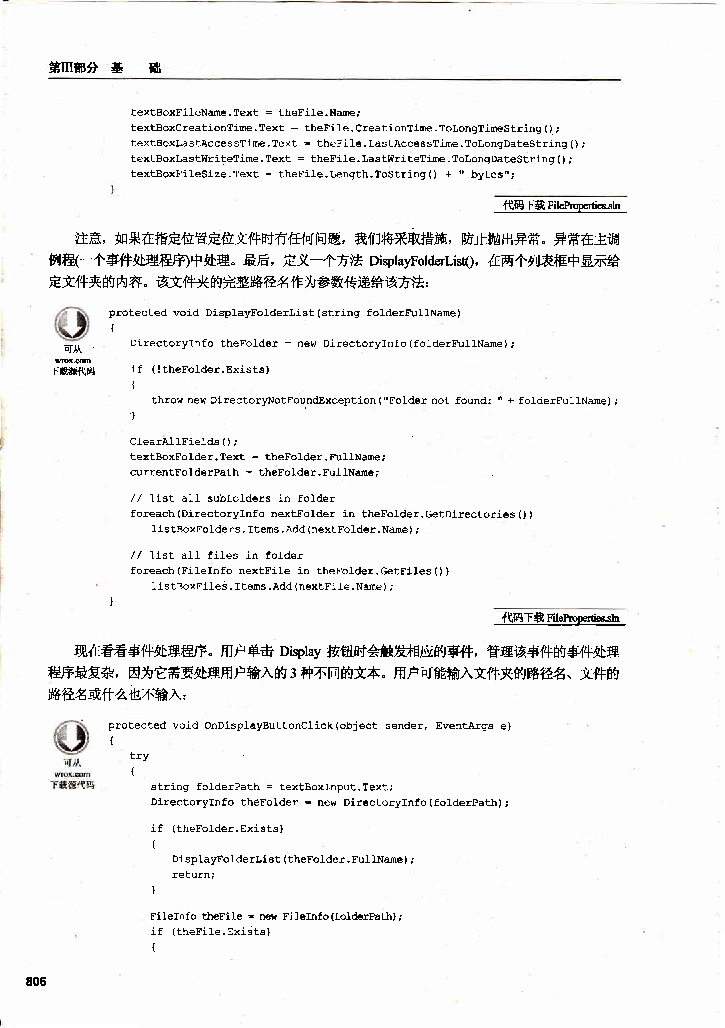 第III部分 基 础
textBoxFileName.Text = theFile.Name;
textBoxCreationTime.Text = theFile.CreationTime.ToLongTimeString();
textBoxLastAccessTime.Text = theFile.LastAccessTime.ToLongDateString();
textBoxLastWriteTime.Text = theFile.LastWriteTime.ToLongDateString();
textBoxFileSize.Text = theFile.Length.ToString() + " bytes";
}
代码下载 FileProperties.sln
注意，如果在指定位置定位文件时有任何问题，我们将采取措施，防止抛出异常。异常在主调
例程(一个事件处理程序)中处理。最后，定义一个方法 DisplayFolderList()，在两个列表框中显示给
定文件夹的内容。该文件夹的完整路径名作为参数传递给该方法：
可从
wrox.com
下载源代码
protected void DisplayFolderList(string folderFullName)
{
DirectoryInfo theFolder = new DirectoryInfo(folderFullName);
if (!theFolder.Exists)
{
throw new DirectoryNotFoundException("Folder not found: " + folderFullName);
}
ClearAllFields();
textBoxFolder.Text = theFolder.FullName;
currentFolderPath = theFolder.FullName;
// list all subfolders in folder
foreach(DirectoryInfo nextFolder in theFolder.GetDirectories())
listBoxFolders.Items.Add(nextFolder.Name);
// list all files in folder
foreach(FileInfo nextFile in theFolder.GetFiles())
listBoxFiles.Items.Add(nextFile.Name);
}
代码下载 FileProperties.sln
现在看看事件处理程序。用户单击 Display 按钮时会触发相应的事件，管理该事件的事件处理
程序最复杂，因为它需要处理用户输入的 3 种不同的文本。用户可能输入文件夹的路径名、文件的
路径名或什么也不输入：
可从
wrox.com
下载源代码
protected void OnDisplayButtonClick(object sender, EventArgs e)
{
try
{
string folderPath = textBoxInput.Text;
DirectoryInfo theFolder = new DirectoryInfo(folderPath);
if (theFolder.Exists)
{
DisplayFolderList(theFolder.FullName);
return;
}
FileInfo theFile = new FileInfo(folderPath);
if (theFile.Exists)
{
806